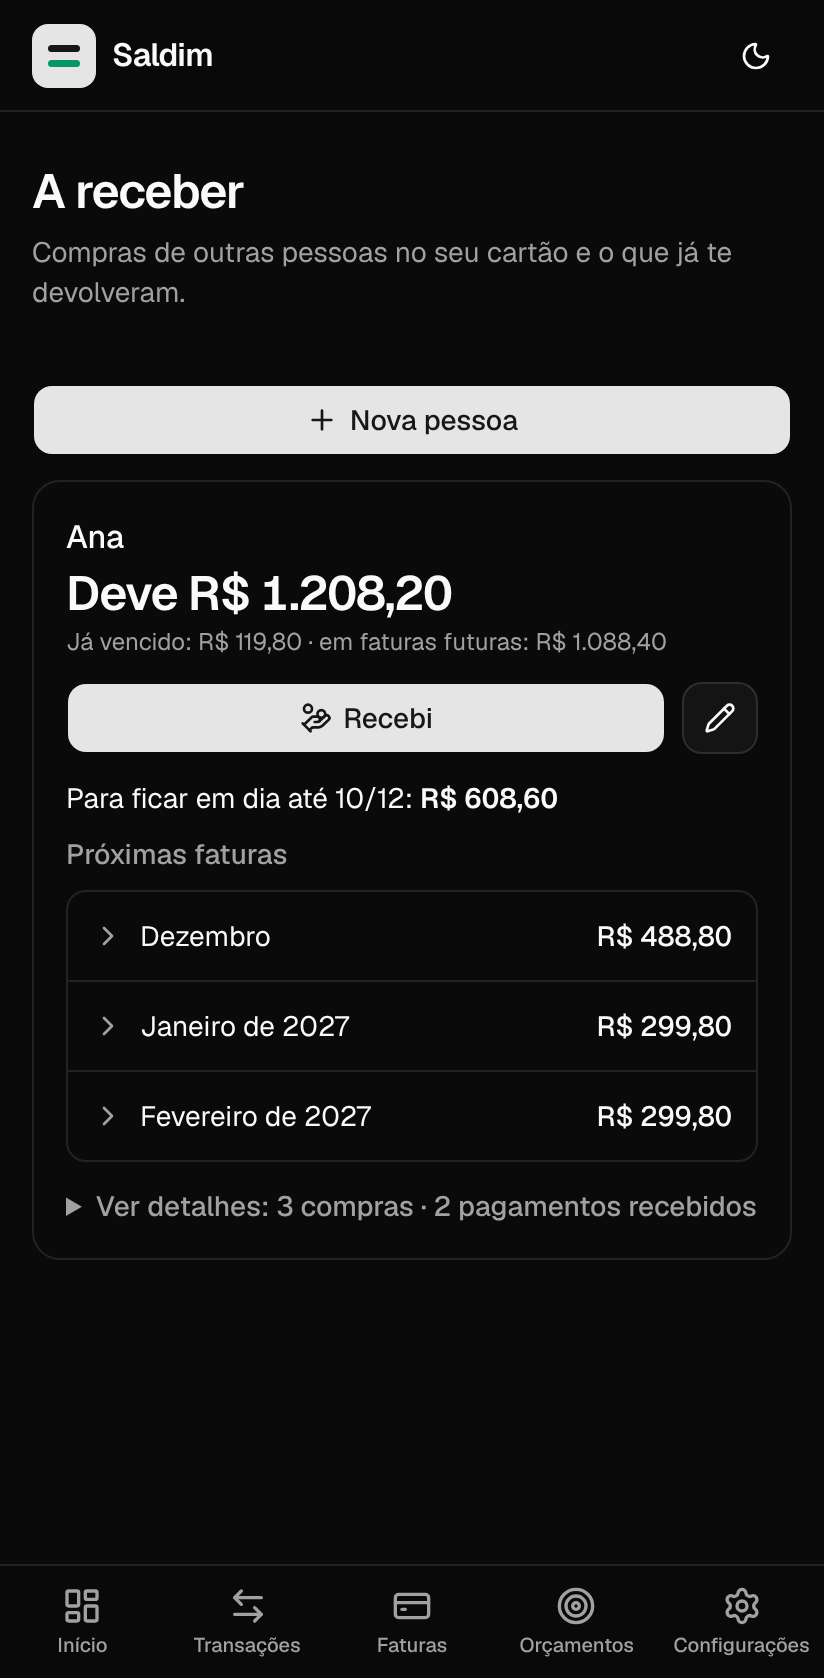 Saldim
A receber
Compras de outras pessoas no seu cartão e o que já te
devolveram.
Nova pessoa
Ana
Deve R$ 1.208,20
Já vencido: R$ 119,80 · em faturas futuras: R$ 1.088,40
Recebi
Para ficar em dia até 10/12: R$ 608,60
Próximas faturas
Dezembro R$ 488,80
Janeiro de 2027 R$ 299,80
Fevereiro de 2027 R$ 299,80
Ver detalhes: 3 compras · 2 pagamentos recebidos
Início Transações Faturas Orçamentos Configurações